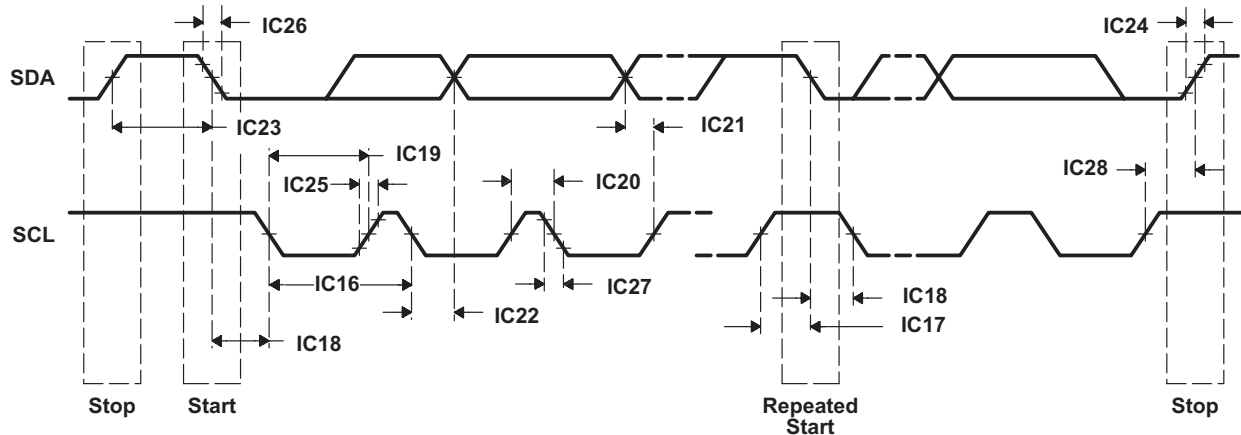 IC26
IC24
SDA
IC23
IC21
IC19
IC25
IC20
IC28
SCL
IC16
IC27
IC22
IC18
IC18
IC17
Stop
Start
Repeated
Start
Stop